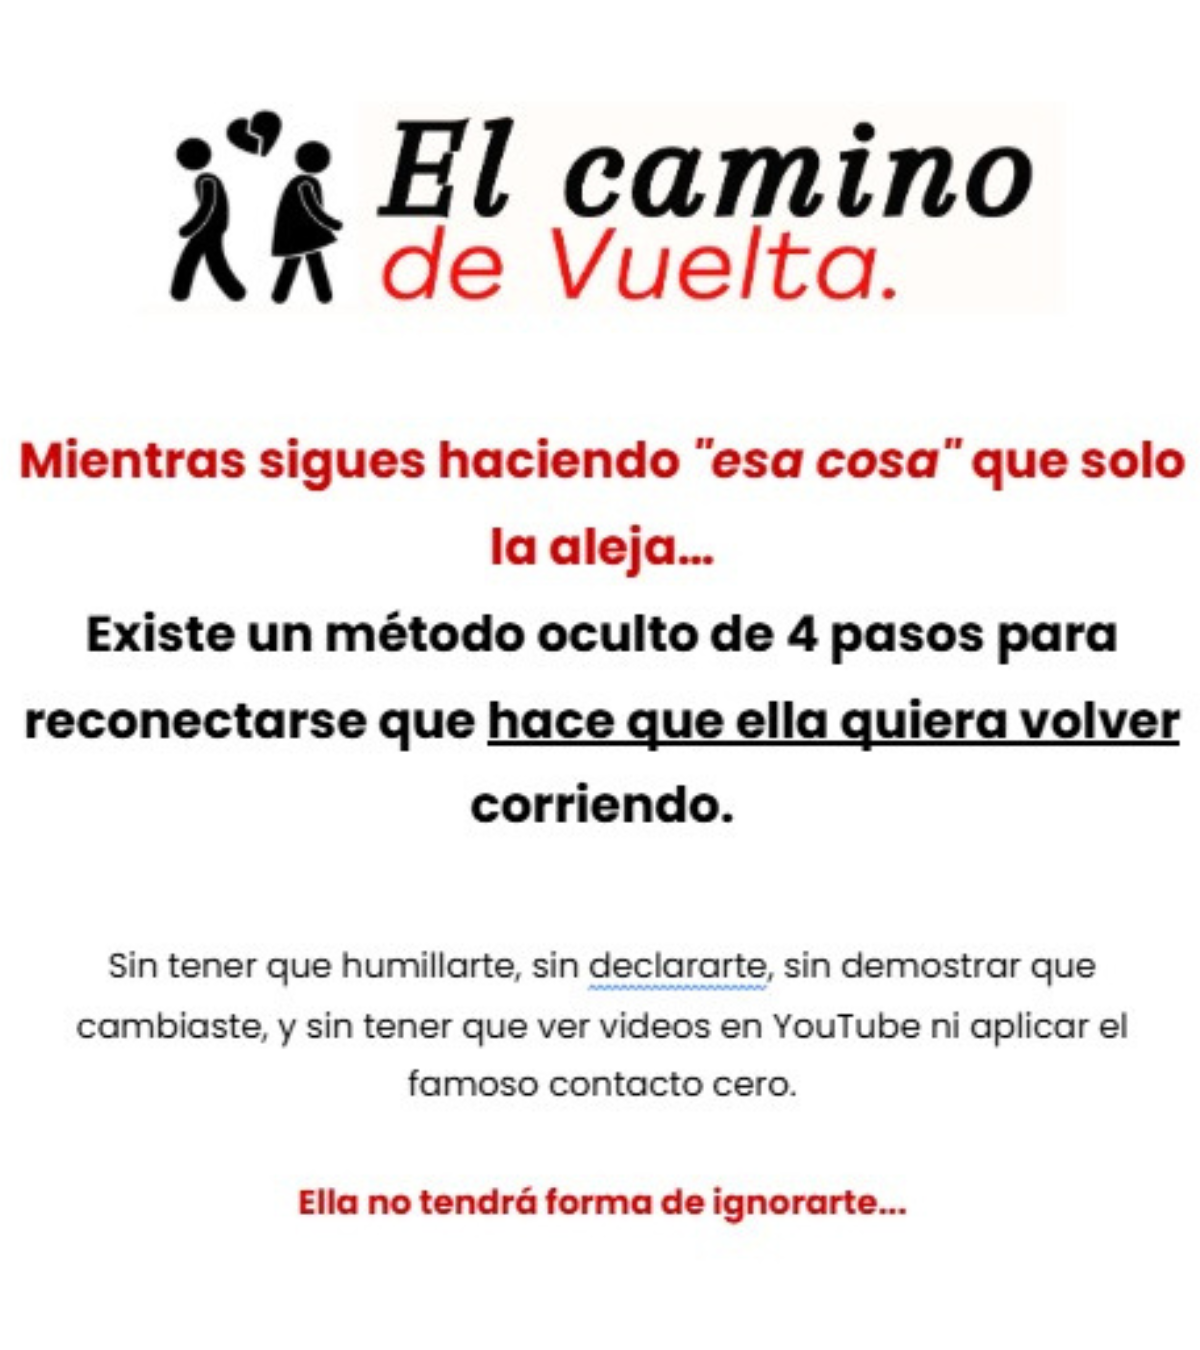 El camino
de Vuelta.
Mientras sigues haciendo "esa cosa" que solo
la aleja...
Existe un método oculto de 4 pasos para
reconectarse que hace que ella quiera volver
corriendo.
Sin tener que humillarte, sin declararte, sin demostrar que
cambiaste, y sin tener que ver videos en YouTube ni aplicar el
famoso contacto cero.
Ella no tendrá forma de ignorarte...